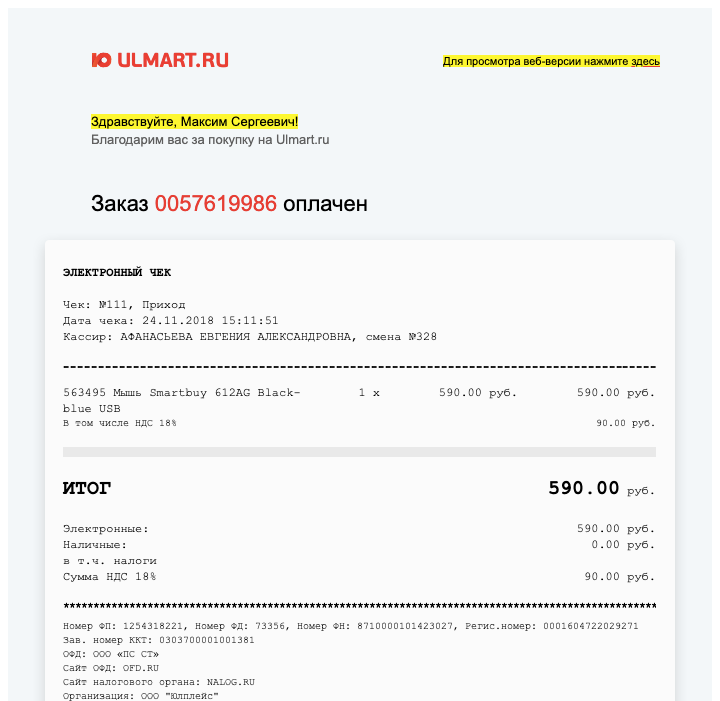 Ю ULMART.RU
Для просмотра веб-версии нажмите здесь
Здравствуйте, Максим Сергеевич!
Благодарим вас за покупку на Ulmart.ru
Заказ 0057619986 оплачен
ЭЛЕКТРОННЫЙ ЧЕК
Чек: №111, Приход
Дата чека: 24.11.2018 15:11:51
Кассир: АФАНАСЬЕВА ЕВГЕНИЯ АЛЕКСАНДРОВНА, смена №328
563495 Мышь Smartbuy 612AG Black- 1 x 590.00 руб. 590.00 руб.
blue USB
В том числе НДС 18% 90.00 руб.
ИТОГ 590.00 руб.
Электронные: 590.00 руб.
Наличные: 0.00 руб.
в т.ч. налоги
Сумма НДС 18% 90.00 руб.
Номер ФП: 1254318221, Номер ФД: 73356, Номер ФН: 8710000101423027, Регис.номер: 0001604722029271
Зав. номер ККТ: 0303700001001381
ОФД: ООО «ПС СТ»
Сайт ОФД: OFD.RU
Сайт налогового органа: NALOG.RU
Организация: ООО "Юлплейс"